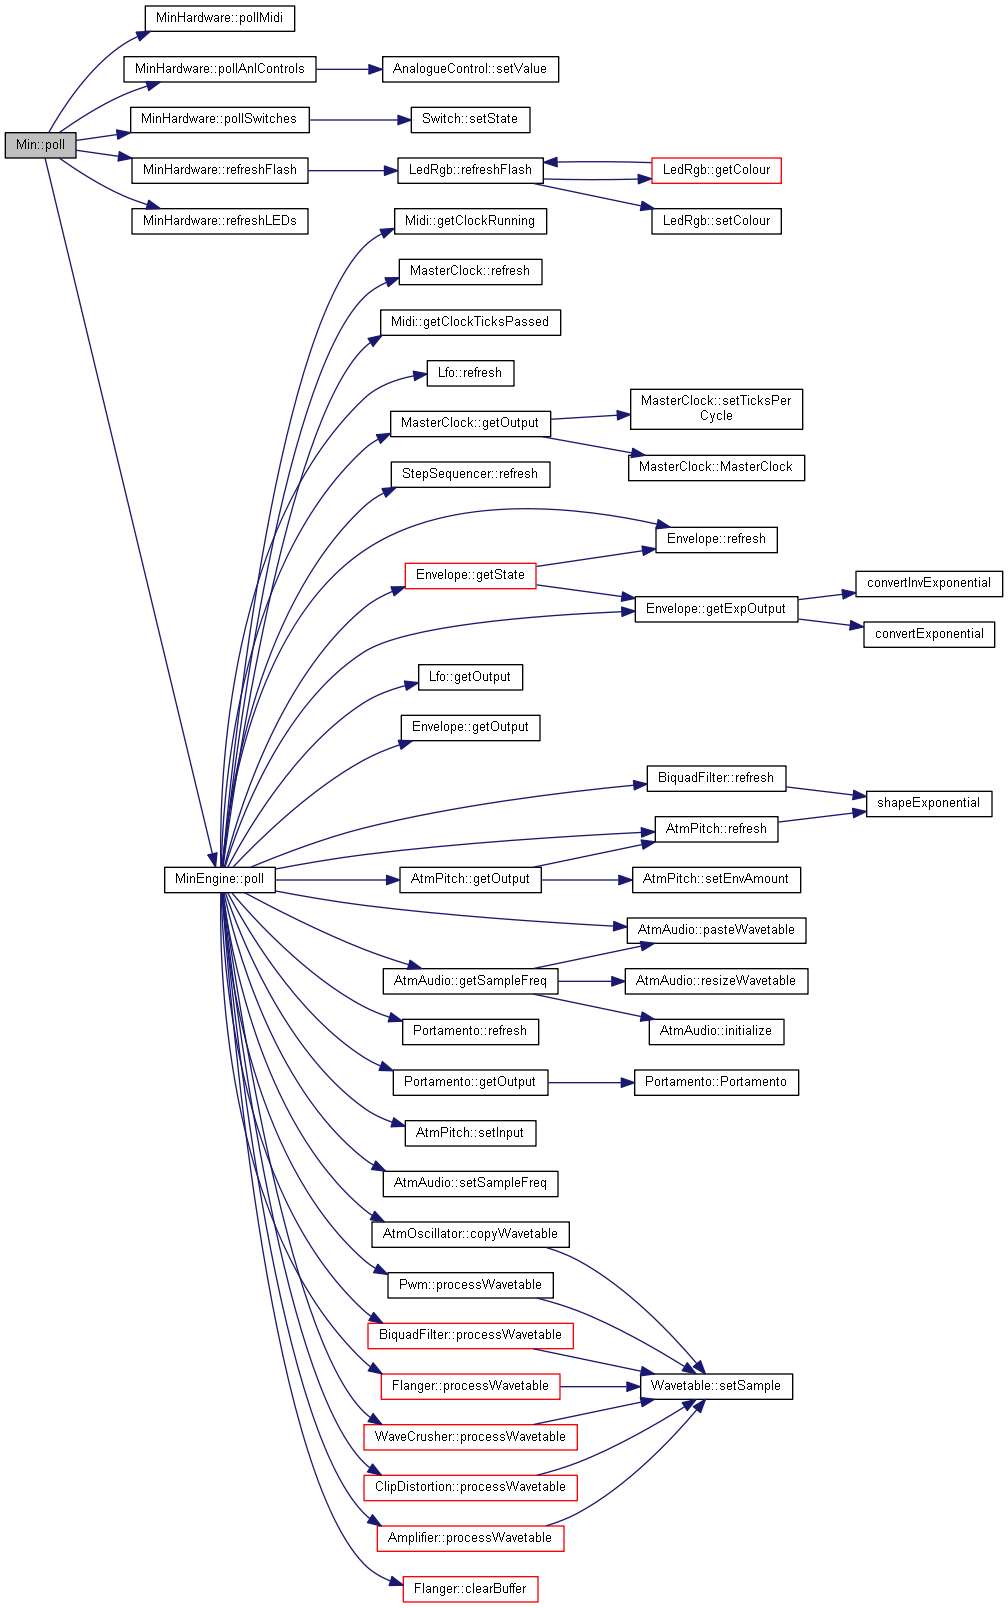 MinHardware::pollMidi
MinHardware::pollAnlControls
AnalogueControl::setValue
MinHardware::pollSwitches
Switch::setState
Min::poll
MinHardware::refreshFlash
LedRgb::refreshFlash
LedRgb::getColour
MinHardware::refreshLEDs
Midi::getClockRunning
LedRgb::setColour
MasterClock::refresh
Midi::getClockTicksPassed
Lfo::refresh
MasterClock::getOutput
MasterClock::setTicksPer
Cycle
MasterClock::MasterClock
StepSequencer::refresh
Envelope::refresh
Envelope::getState
Envelope::getExpOutput
convertInvExponential
convertExponential
Lfo::getOutput
Envelope::getOutput
BiquadFilter::refresh
shapeExponential
AtmPitch::refresh
MinEngine::poll
AtmPitch::getOutput
AtmPitch::setEnvAmount
AtmAudio::pasteWavetable
AtmAudio::getSampleFreq
AtmAudio::resizeWavetable
Portamento::refresh
AtmAudio::initialize
Portamento::getOutput
Portamento::Portamento
AtmPitch::setInput
AtmAudio::setSampleFreq
AtmOscillator::copyWavetable
Pwm::processWavetable
BiquadFilter::processWavetable
Flanger::processWavetable
Wavetable::setSample
WaveCrusher::processWavetable
ClipDistortion::processWavetable
Amplifier::processWavetable
Flanger::clearBuffer